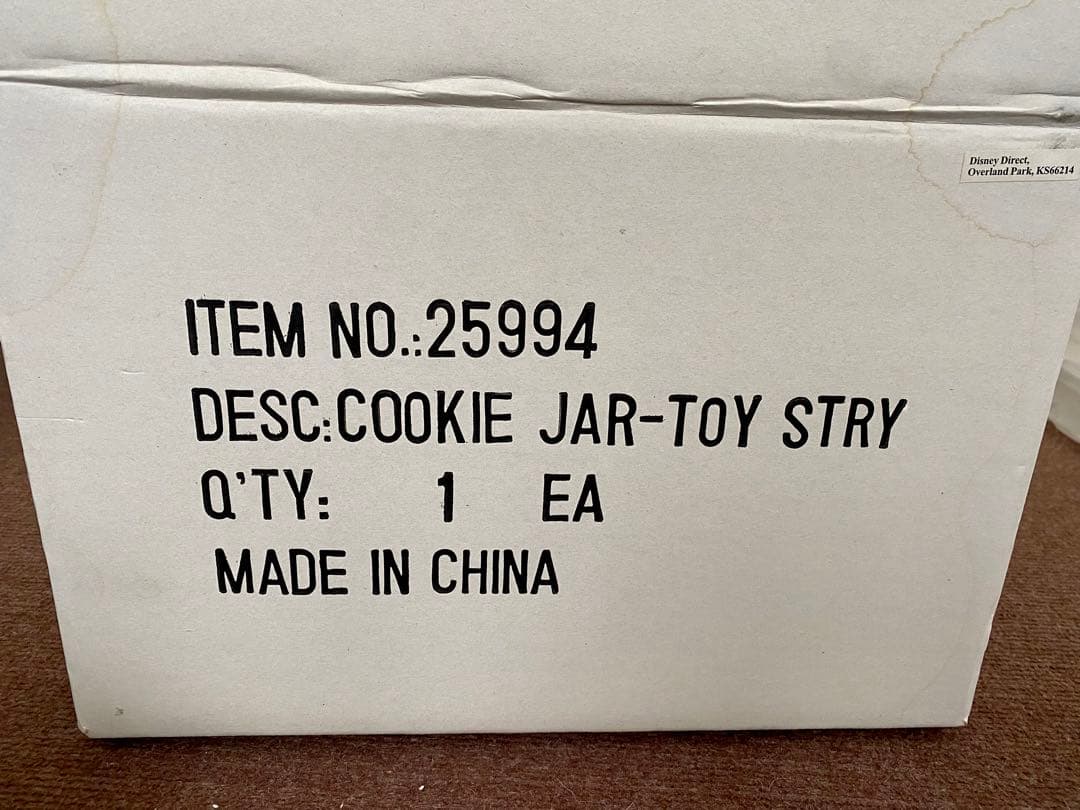 Disney Direct,
Overland Park, KS66214
ITEM NO.:25994
DESC:COOKIE JAR-TOY STRY
Q'TY: 1 EA
MADE IN CHINA